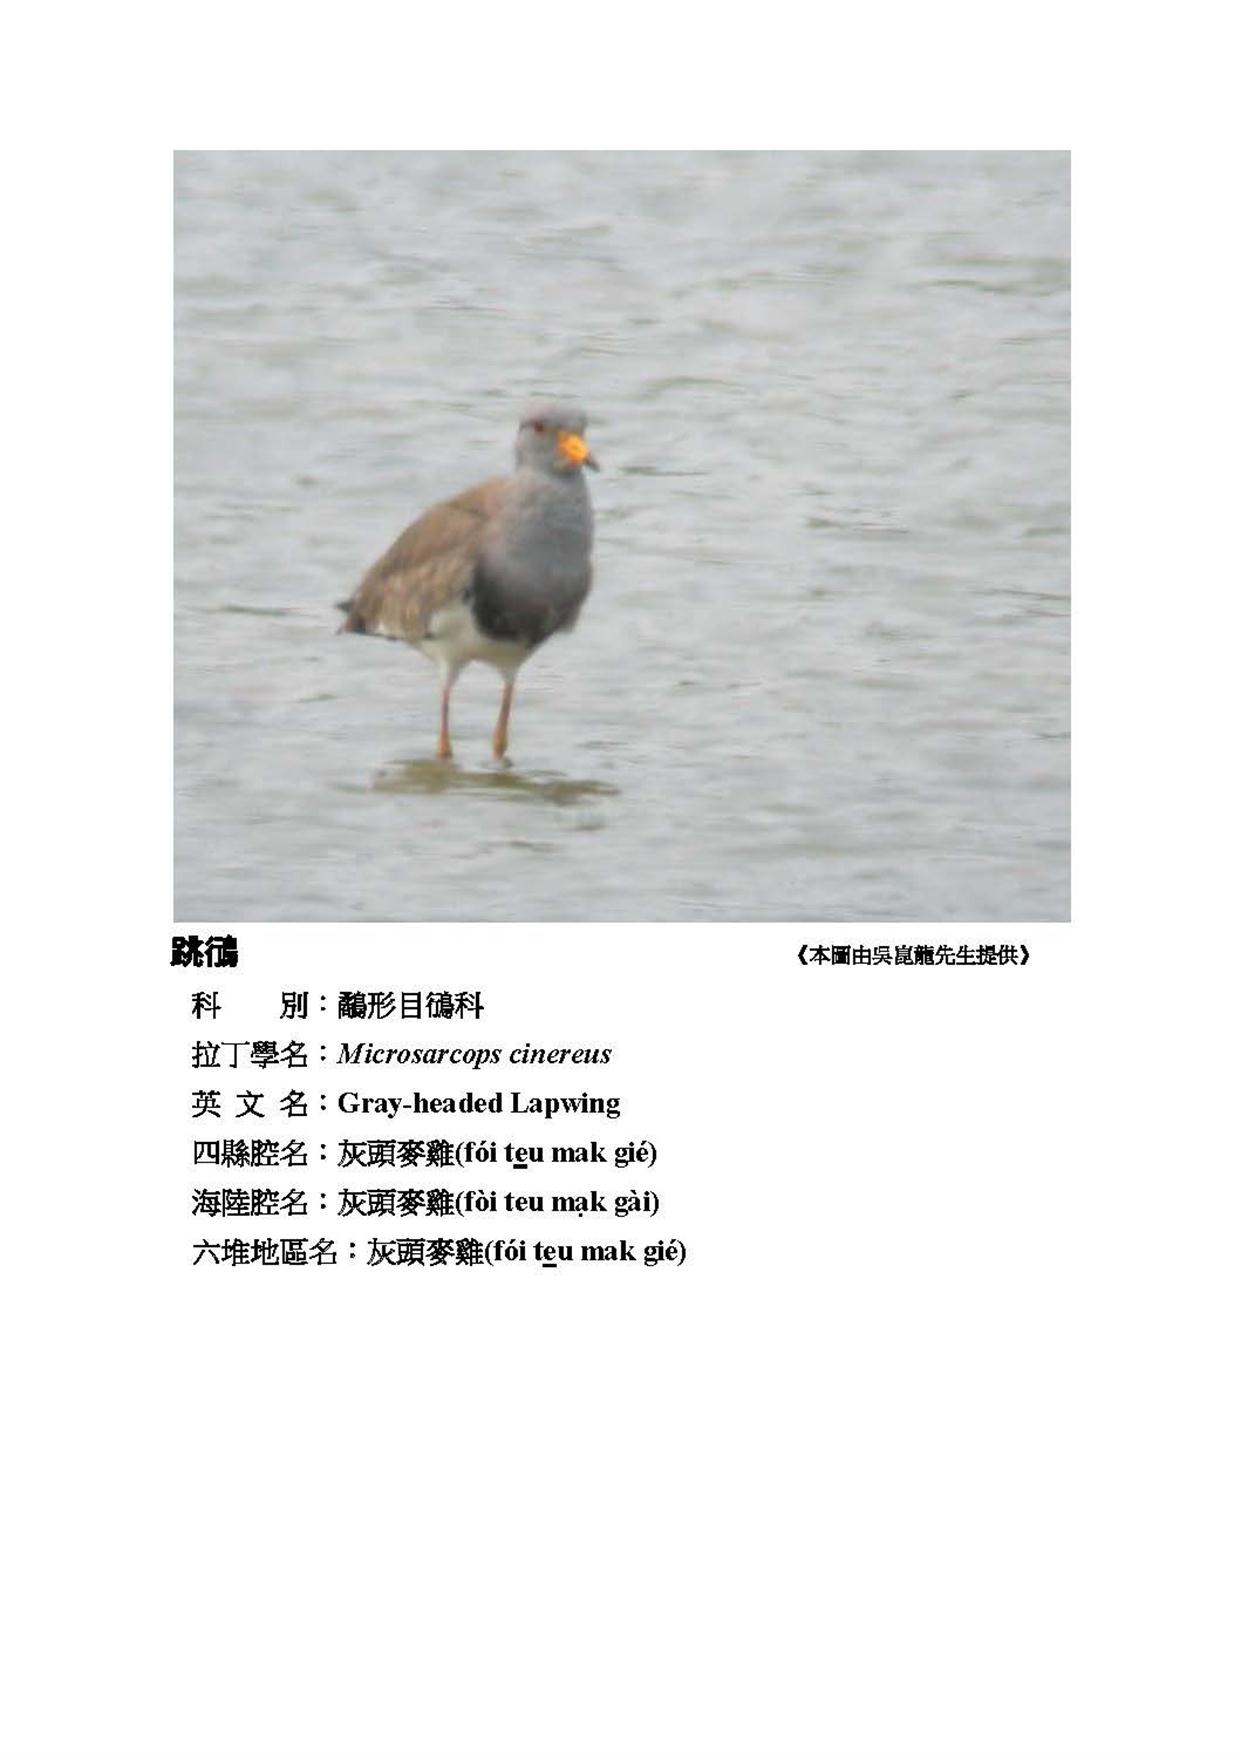 跳鴴 《本圖由吳崑龍先生提供》
科　　別：鷸形目鴴科
拉丁學名：Microsarcops cinereus
英 文 名：Gray-headed Lapwing
四縣腔名：灰頭麥雞(fói te̲u mak gié)
海陸腔名：灰頭麥雞(fòi teu mạk gài)
六堆地區名：灰頭麥雞(fói te̲u mak gié)